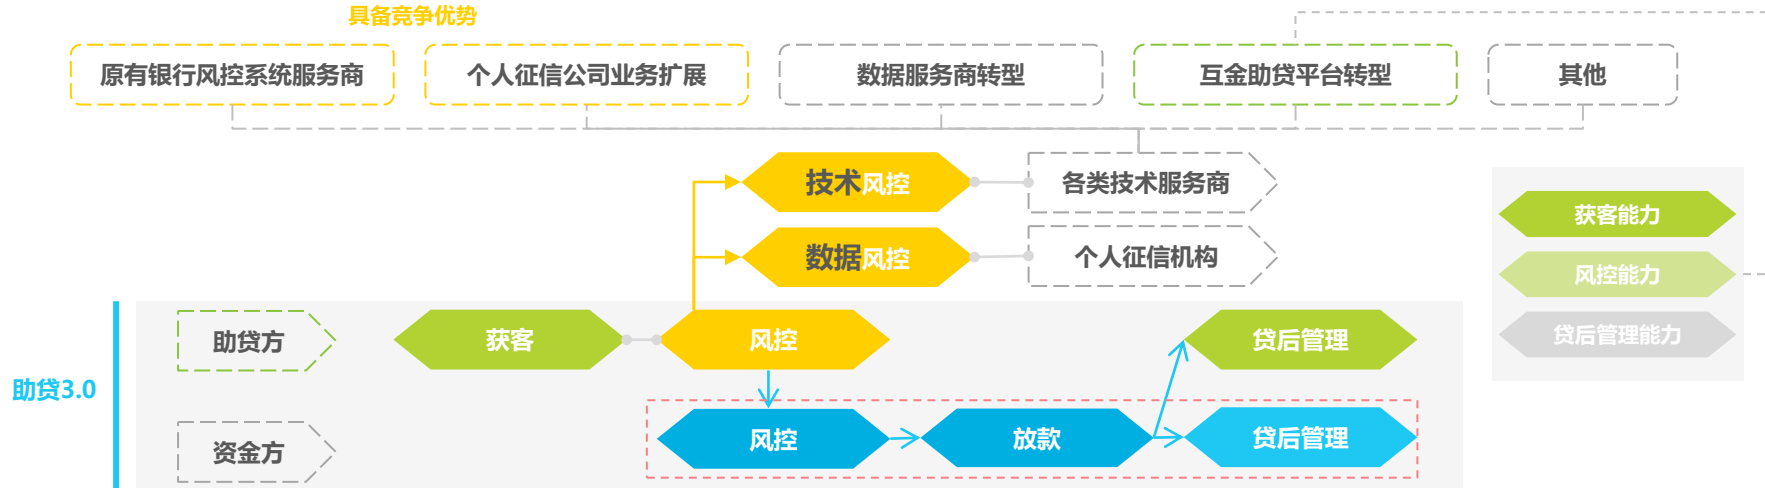 具备竞争优势
原有银行风控系统服务商
个人征信公司业务扩展
数据服务商转型
互金助贷平台转型
其他
技术风控
各类技术服务商
数据风控
个人征信机构
获客能力
风控能力
贷后管理能力
助贷3.0
助贷方
获客
风控
贷后管理
资金方
风控
放款
贷后管理